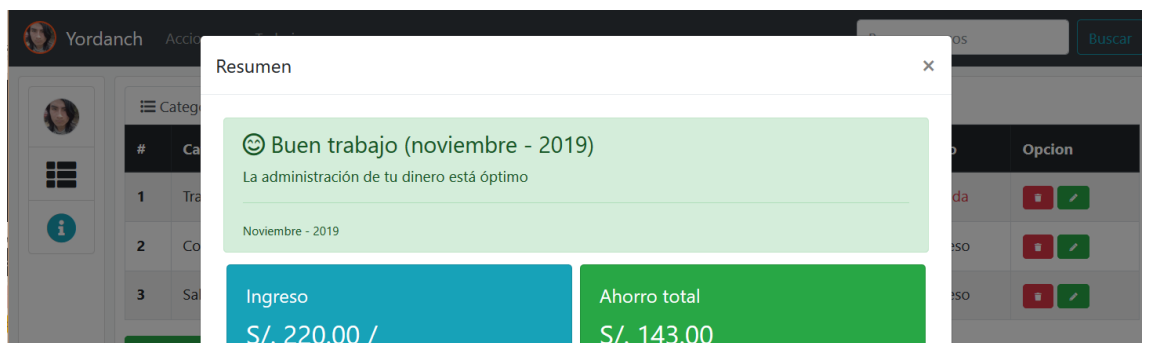 Yordanch
Buscar
Resumen
×
# Opcion
Buen trabajo (noviembre - 2019)
La administración de tu dinero está óptimo
1
Noviembre - 2019
2
3
Ingreso Ahorro total
S/. 220.00 / S/. 143.00